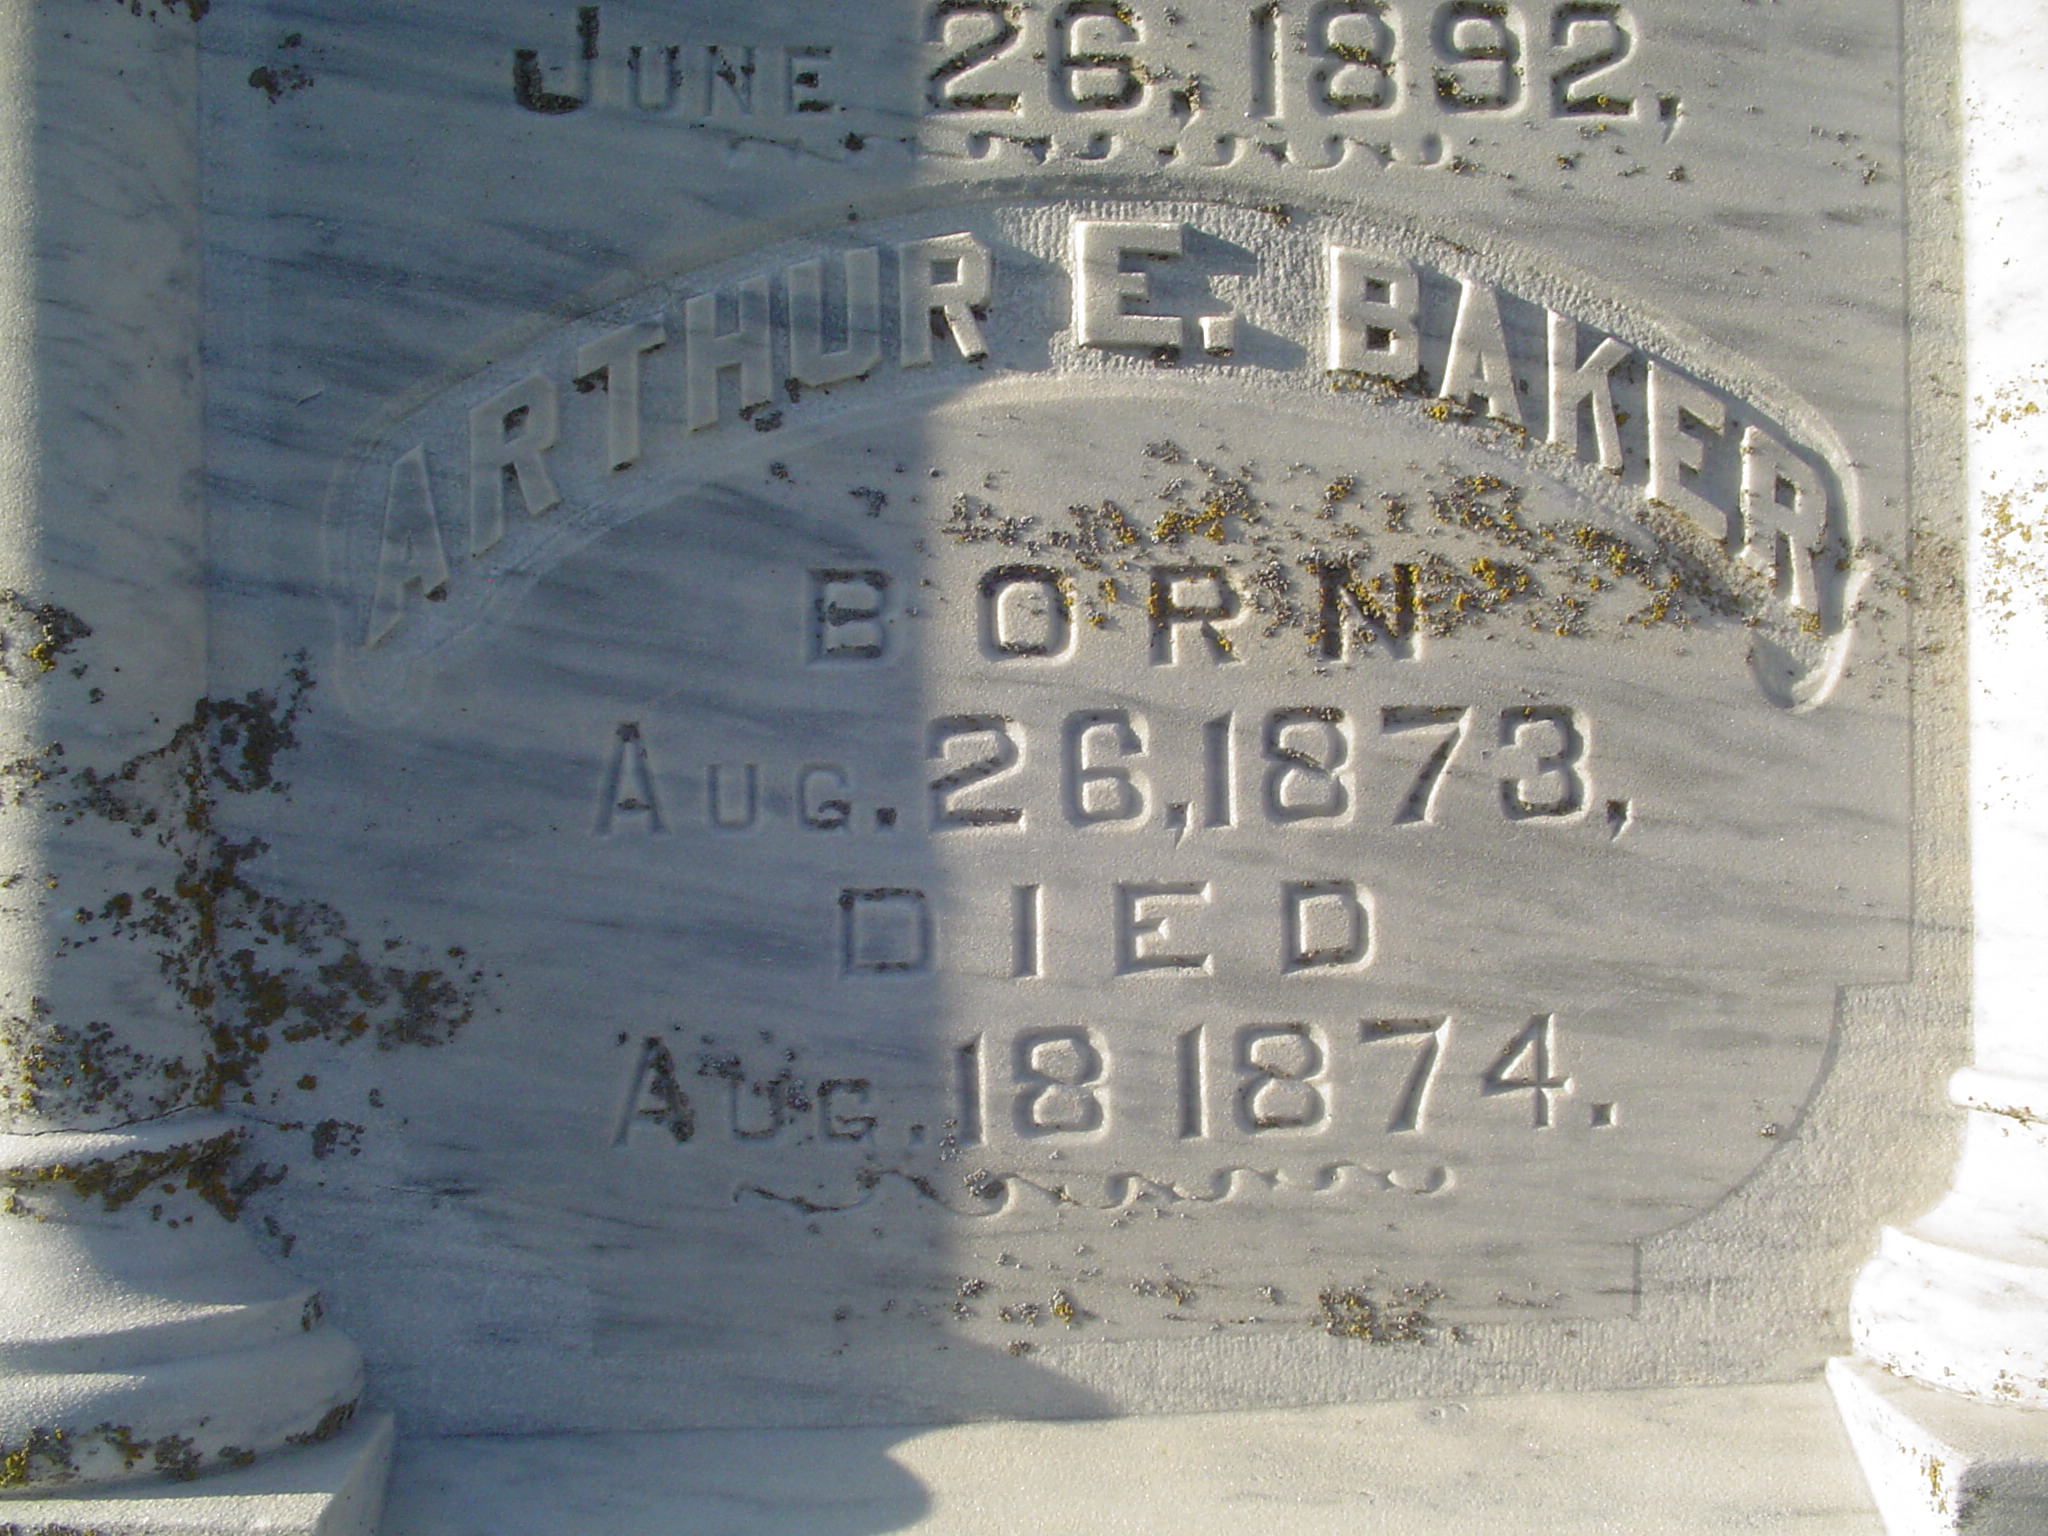 JUNE 26, 1892,
ARTHUR E. BAKER
BORN
AUG. 26, 1873,
DIED
AUG. 18 1874.